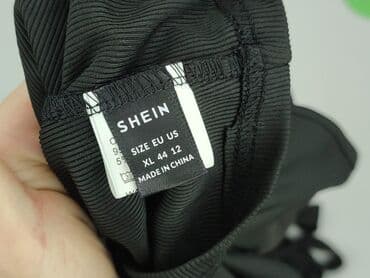 SHEIN
SIZE EU US
XL 44 12
MADE IN CHINA